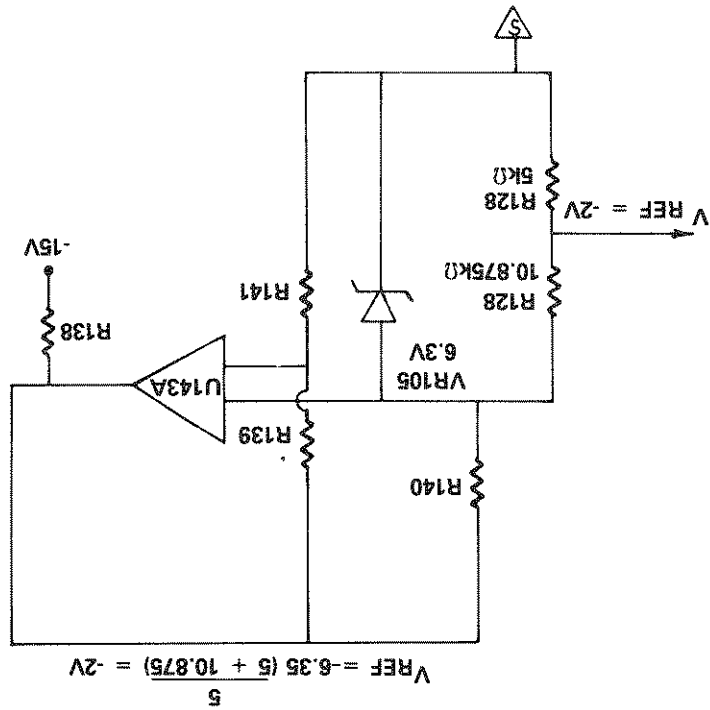 S
5kΩ
R128
V REF = -2V
10.875kΩ
R128
-15V
R141
R138
6.3V
VR105
U143A
R139
R140
5
VREF = -6.35 (5 + 10.875) = -2V